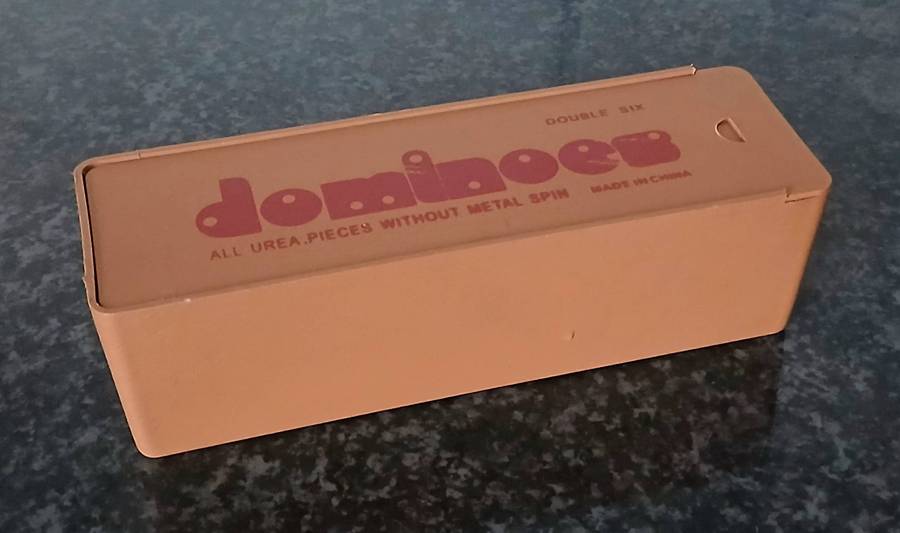 DOUBLE SIX
dominoes
ALL UREA.PIECES WITHOUT METAL SPIN
MADE IN CHINA